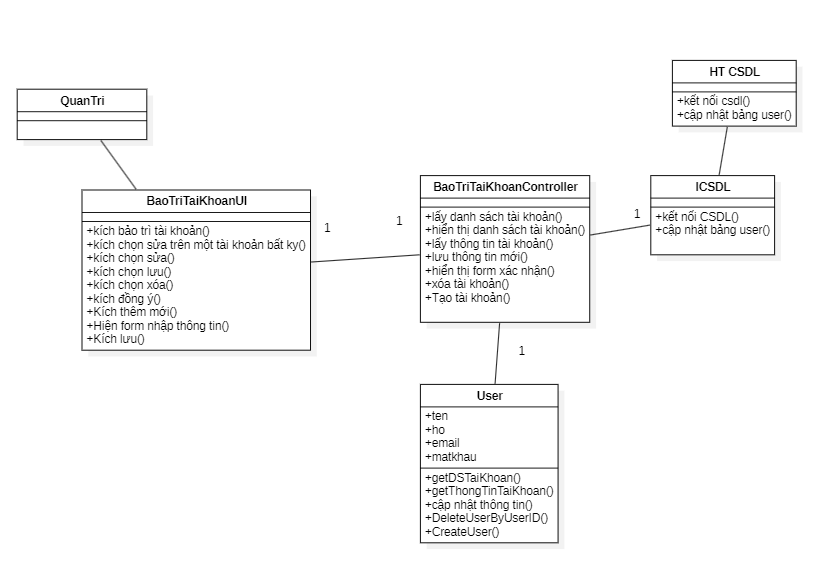 QuanTri
BaoTriTaiKhoanUI
+kích bảo trì tài khoản()
+kích chọn sửa trên một tài khoản bất ky()
+kích chọn sửa()
+kích chọn lưu()
+kích chọn xóa()
+kích đồng ý()
+Kích thêm mới()
+Hiện form nhập thông tin()
+Kích lưu()
1
1
BaoTriTaiKhoanController
+lấy danh sách tài khoản()
+hiển thị danh sách tài khoản()
+lấy thông tin tài khoản()
+lưu thông tin mới()
+hiển thị form xác nhận()
+xóa tài khoản()
+Tạo tài khoản()
1
HT CSDL
+kết nối csdl()
+cập nhật bảng user()
ICSDL
+kết nối CSDL()
+cập nhật bảng user()
1
User
+ten
+ho
+email
+matkhau
+getDSTaiKhoan()
+getThongTinTaiKhoan()
+cập nhật thông tin()
+DeleteUserByUserID()
+CreateUser()